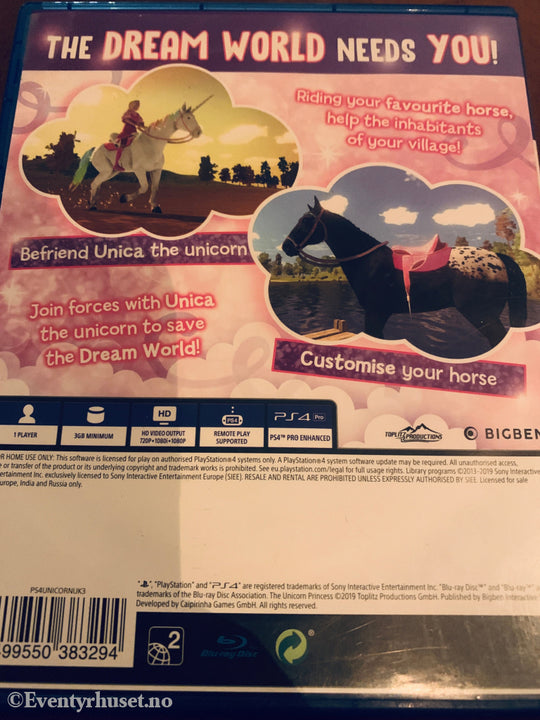 THE DREAM WORLD NEEDS YOU!
Riding your favourite horse,
help the inhabitants
of your village!
Befriend Unica the unicorn
Join forces with Unica
the unicorn to save
the Dream World!
Customise your horse
1 PLAYER
3GB MINIMUM
HD
HD VIDEO OUTPUT
720P•1080i•1080P
PS4
REMOTE PLAY
SUPPORTED
PS4 Pro
PS4™ PRO ENHANCED
TOPLITZ PRODUCTIONS
BIGBEN
R HOME USE ONLY: This software is licensed for play on authorised PlayStation®4 systems only. A PlayStation®4 system software update may be required. All unauthorised access,
e or transfer of the product or its underlying copyright and trademark works is prohibited. See eu.playstation.com/legal for full usage rights. Library programs ©2013-2019 Sony Interactive
ertainment Inc. exclusively licensed to Sony Interactive Entertainment Europe (SIEE). RESALE AND RENTAL ARE PROHIBITED UNLESS EXPRESSLY AUTHORISED BY SIEE. Licensed for sale
urope, India and Russia only.
PS4UNICORNUK3
"PlayStation" and "PS4" are registered trademarks of Sony Interactive Entertainment Inc. "Blu-ray Disc™" and "Blu-ray™"
trademarks of the Blu-ray Disc Association. The Unicorn Princess ©2019 Toplitz Productions GmbH. Published by Bigben Interactive
Developed by Caipirinha Games GmbH. All rights reserved.
99550 383294
2
Blu-ray Disc
©Eventyrhuset.no